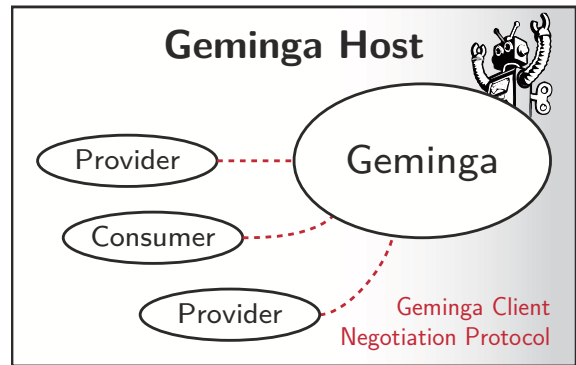 Geminga Host
Provider
Geminga
Consumer
Provider
Geminga Client
Negotiation Protocol